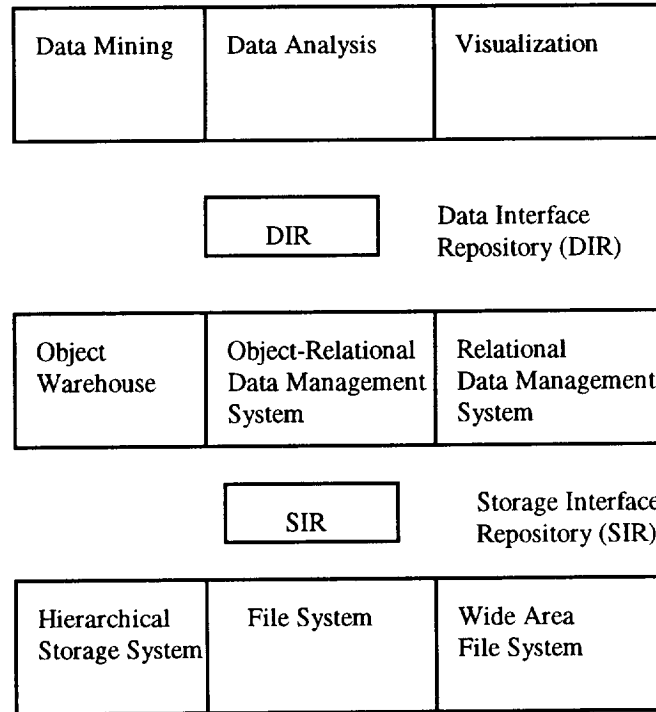 Data Mining
Data Analysis
Visualization
DIR
Data Interface
Repository (DIR)
Object
Warehouse
Object-Relational
Data Management
System
Relational
Data Management
System
SIR
Storage Interface
Repository (SIR)
Hierarchical
Storage System
File System
Wide Area
File System